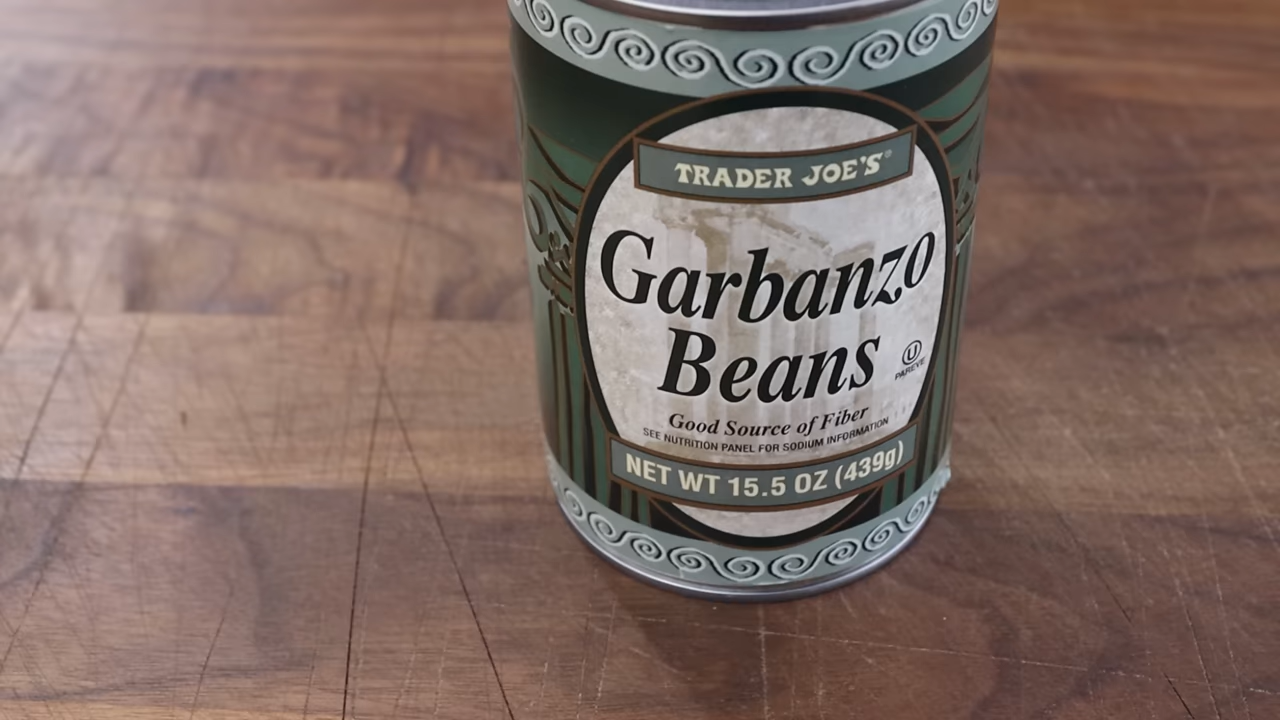 TRADER JOE'S®
Garbanzo
Beans
U
PAREVE
Good Source of Fiber
SEE NUTRITION PANEL FOR SODIUM INFORMATION
NET WT 15.5 OZ (439g)